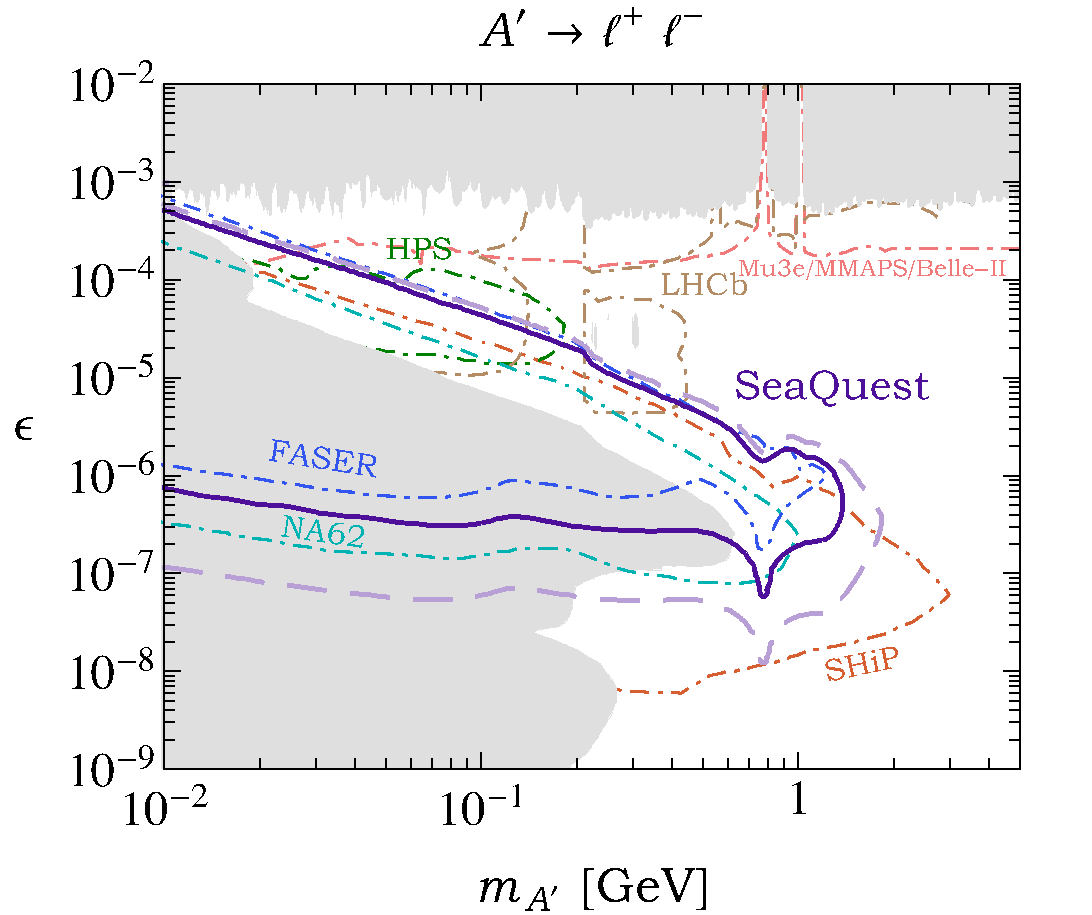 A′ → ℓ⁺ ℓ⁻
10⁻²
10⁻³
10⁻⁴
10⁻⁵
10⁻⁶
10⁻⁷
10⁻⁸
10⁻⁹
ϵ
HPS
Mu3e/MMAPS/Belle−II
LHCb
SeaQuest
FASER
NA62
SHiP
10⁻² 10⁻¹ 1
m_A′ [GeV]